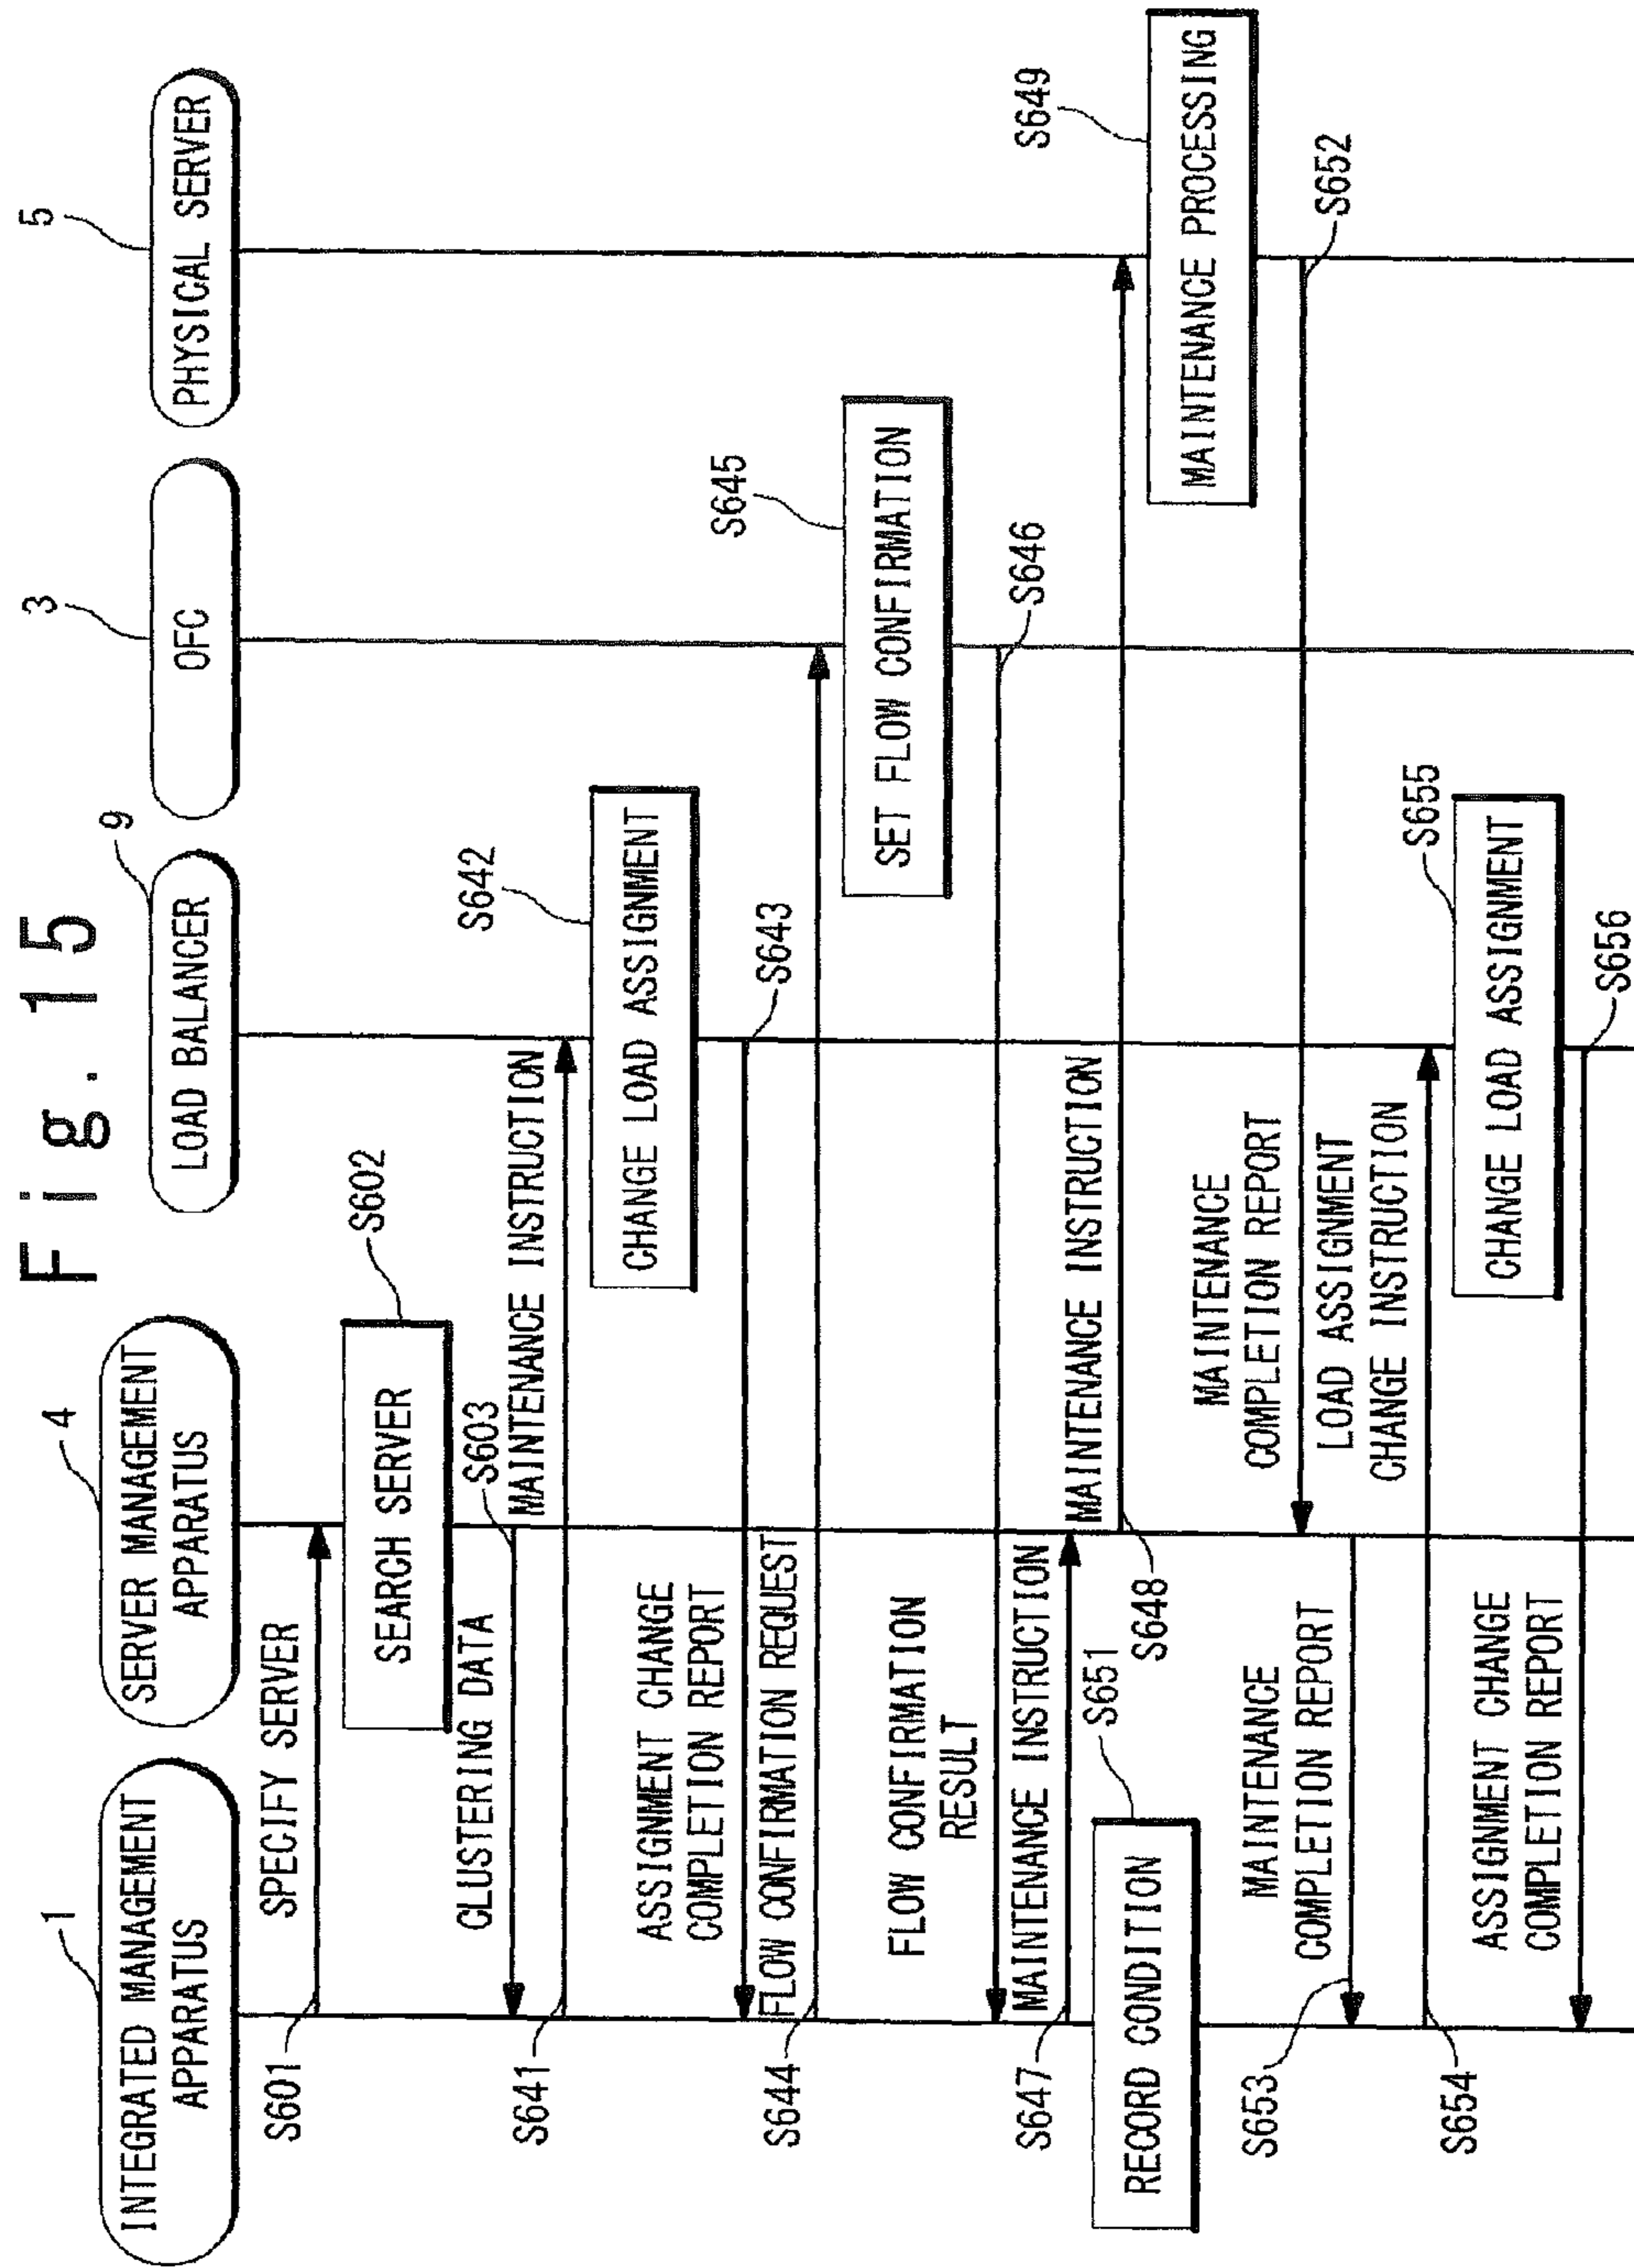 Fig. 15
1
INTEGRATED MANAGEMENT
APPARATUS
4
SERVER MANAGEMENT
APPARATUS
9
LOAD BALANCER
3
OFC
5
PHYSICAL SERVER
S601
SPECIFY SERVER
SEARCH SERVER
S602
CLUSTERING DATA
S603
S641
MAINTENANCE INSTRUCTION
CHANGE LOAD ASSIGNMENT
S642
ASSIGNMENT CHANGE
COMPLETION REPORT
S643
S644
FLOW CONFIRMATION REQUEST
SET FLOW CONFIRMATION
S645
FLOW CONFIRMATION
RESULT
S646
S647
MAINTENANCE INSTRUCTION
S648
MAINTENANCE INSTRUCTION
MAINTENANCE PROCESSING
S649
RECORD CONDITION
S651
MAINTENANCE
COMPLETION REPORT
S652
S653
MAINTENANCE
COMPLETION REPORT
S654
LOAD ASSIGNMENT
CHANGE INSTRUCTION
CHANGE LOAD ASSIGNMENT
S655
ASSIGNMENT CHANGE
COMPLETION REPORT
S656